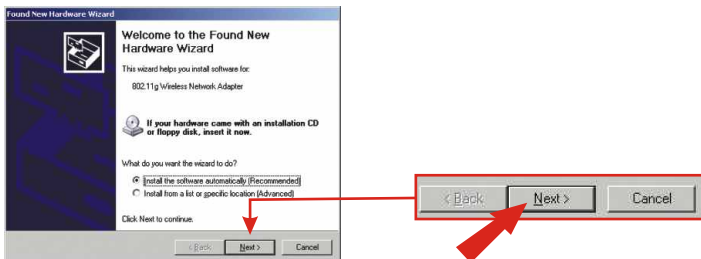 Found New Hardware Wizard
Welcome to the Found New
Hardware Wizard
This wizard helps you install software for:
802.11g Wireless Network Adapter
If your hardware came with an installation CD
or floppy disk, insert it now.
What do you want the wizard to do?
Install the software automatically (Recommended)
Install from a list or specific location (Advanced)
Click Next to continue.
< Back Next > Cancel
< Back Next > Cancel